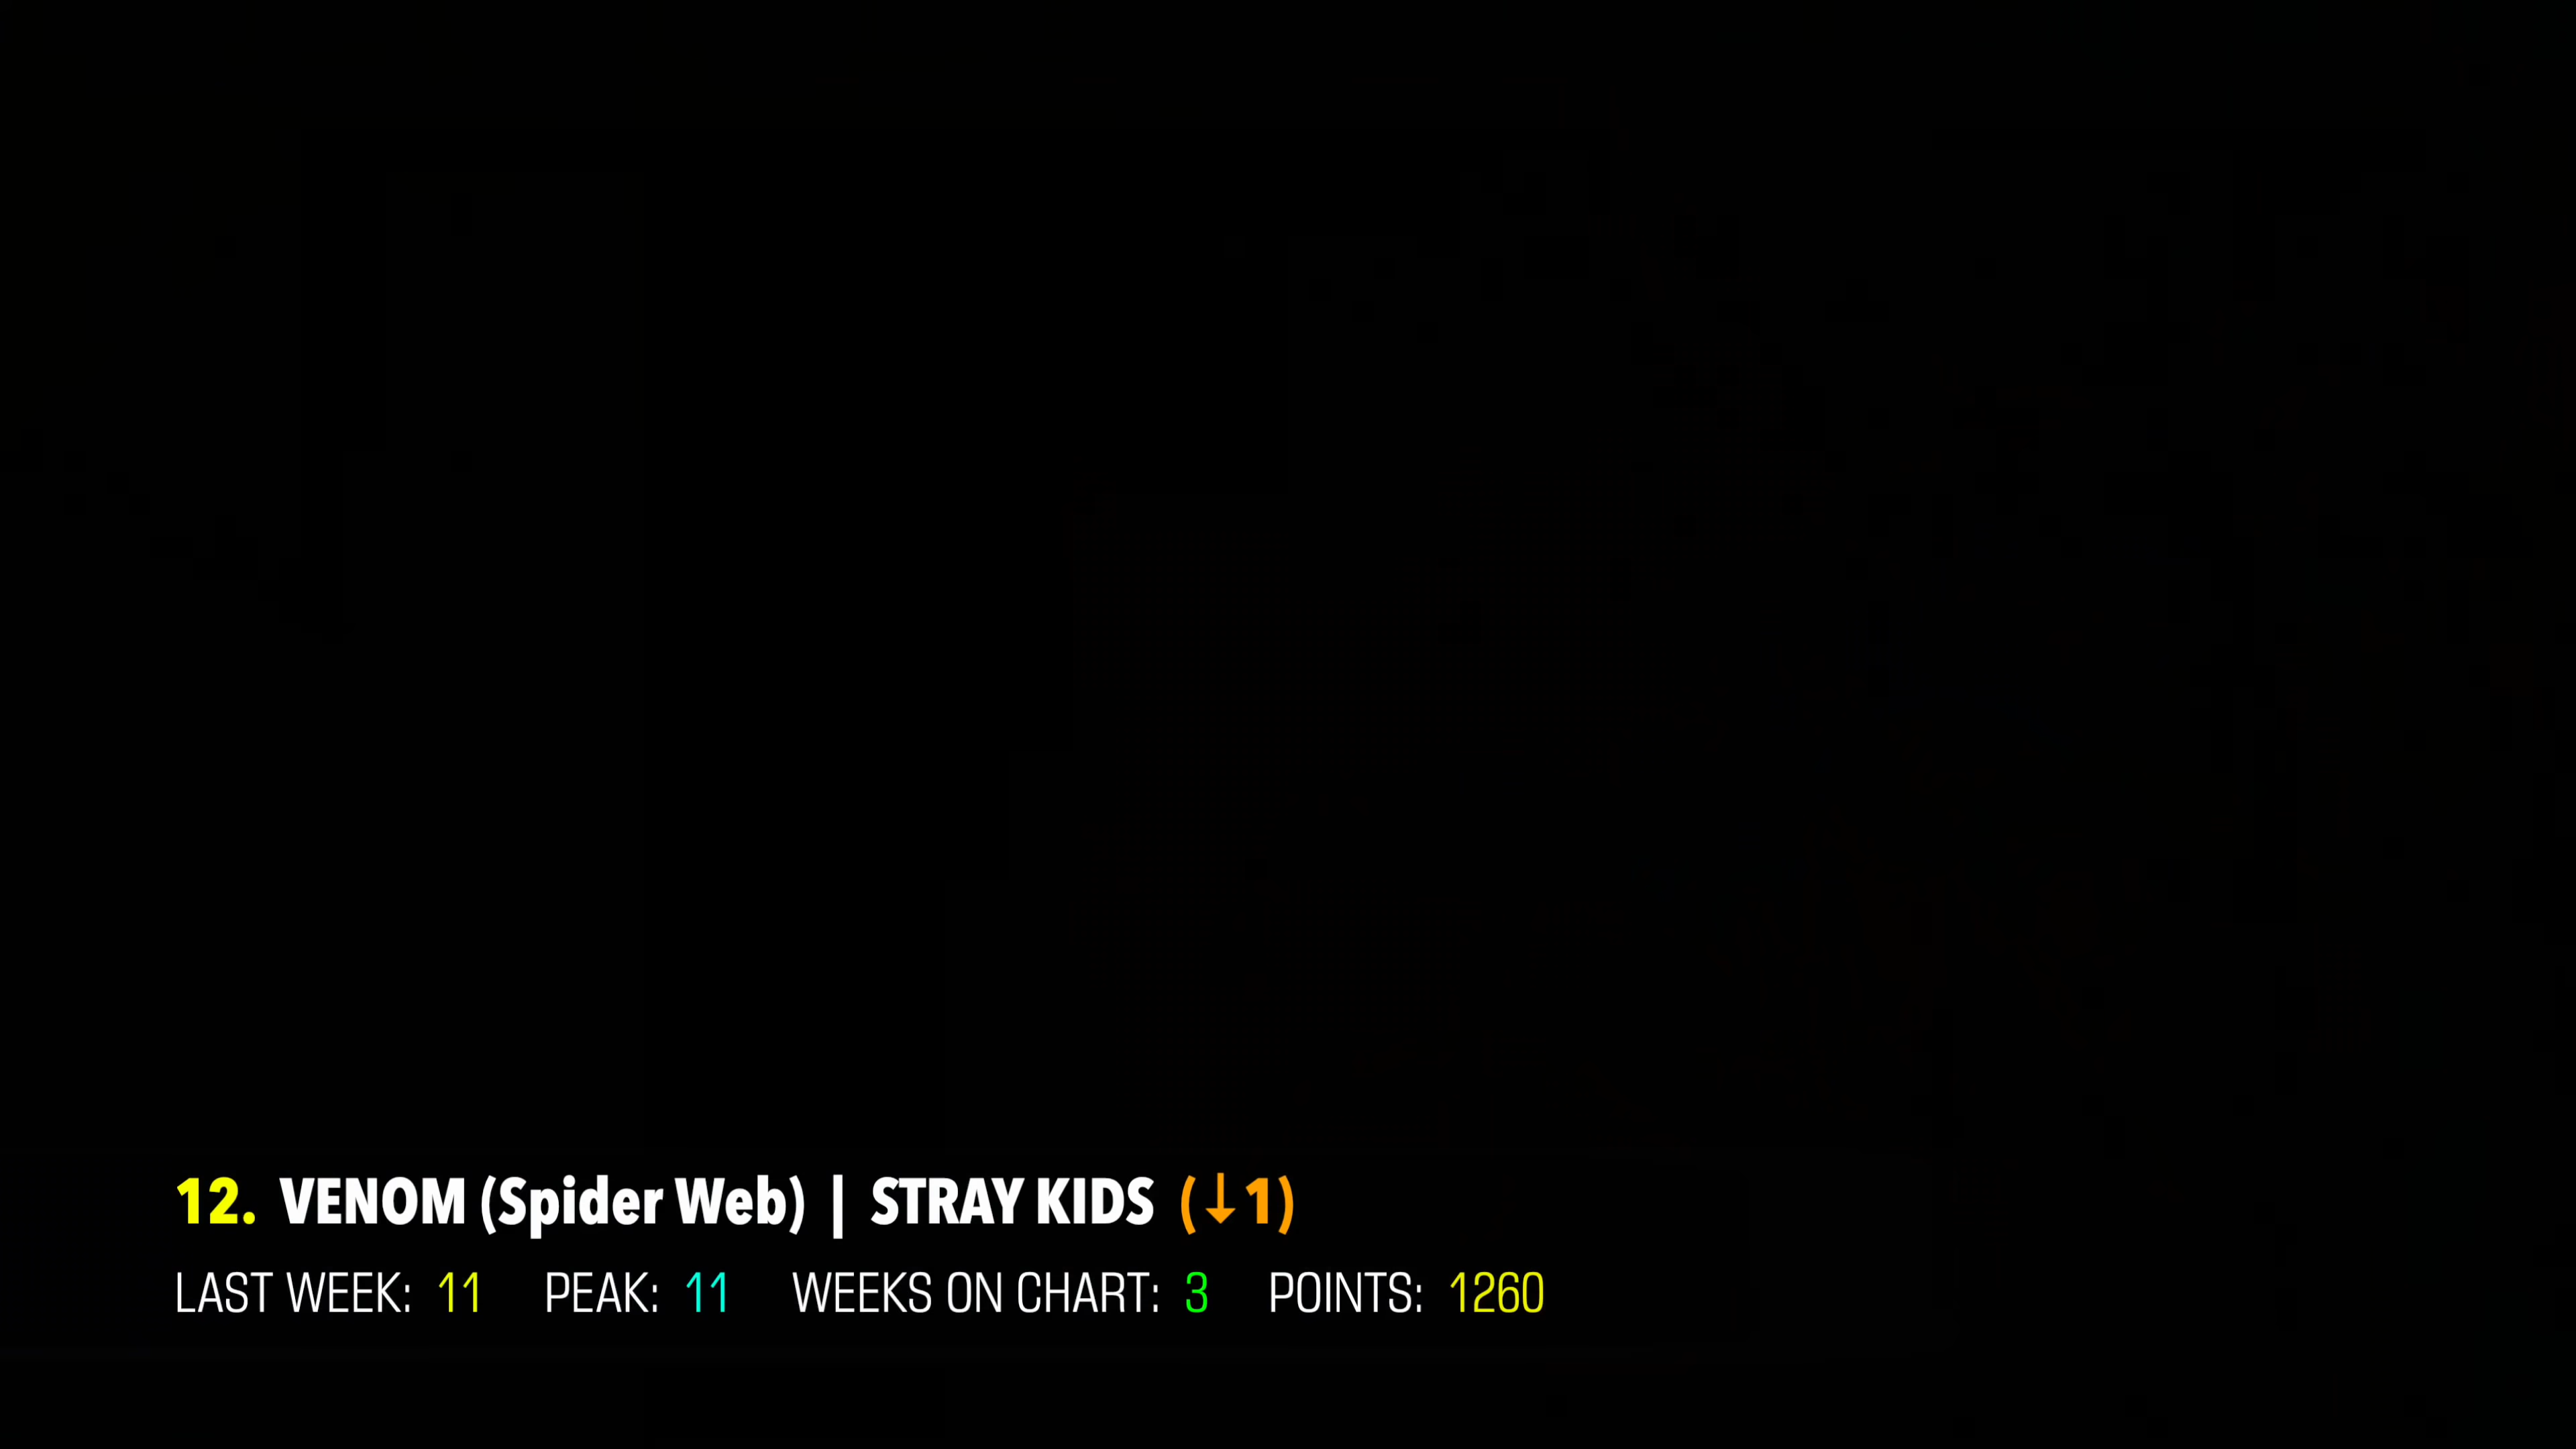 12. VENOM (Spider Web) | STRAY KIDS (↓1)
LAST WEEK: 11 PEAK: 11 WEEKS ON CHART: 3 POINTS: 1260